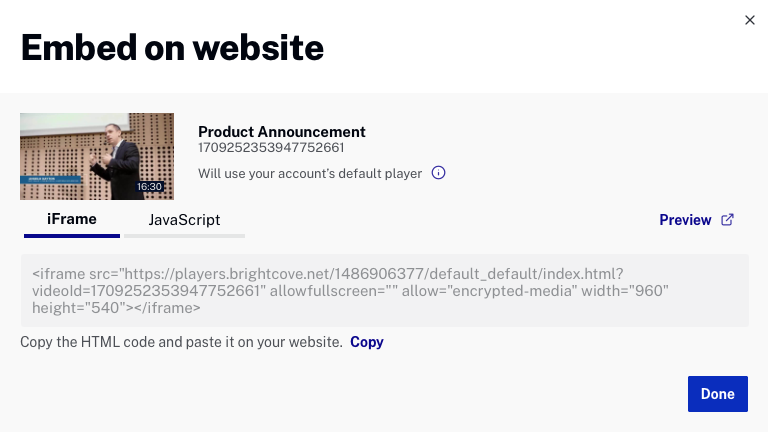 Embed on website
16:30
Product Announcement
1709252353947752661
Will use your account's default player
iFrame
JavaScript
Preview
<iframe src="https://players.brightcove.net/1486906377/default_default/index.html?
videoId=1709252353947752661" allowfullscreen="" allow="encrypted-media" width="960"
height="540"></iframe>
Copy the HTML code and paste it on your website. Copy
Done